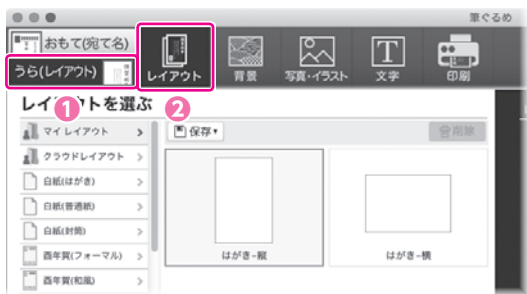 筆ぐるめ
おもて(宛て名)
うら(レイアウト)
レイアウト
背景
写真・イラスト
文字
印刷
1
2
レイアウトを選ぶ
マイレイアウト
保存
削除
クラウドレイアウト
白紙(はがき)
白紙(普通紙)
白紙(封筒)
酉年賀(フォーマル)
酉年賀(和風)
はがき-縦
はがき-横